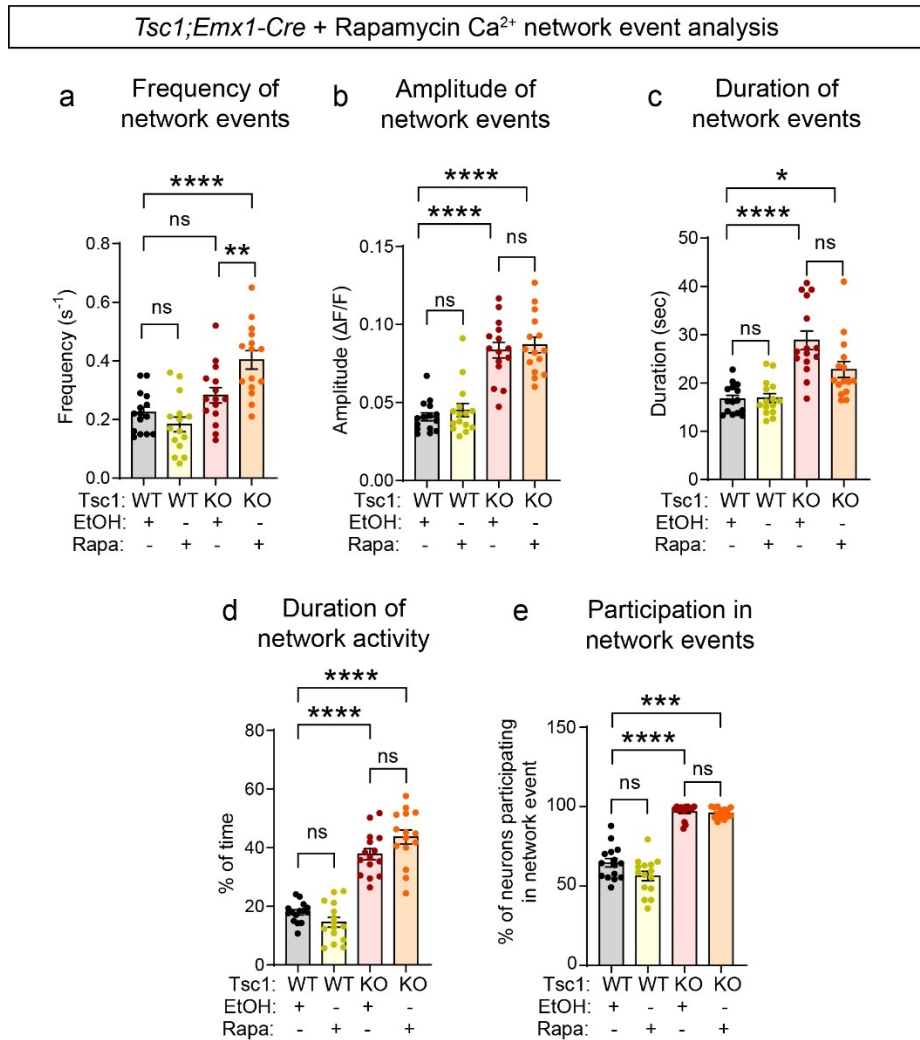 Tsc1;Emx1-Cre + Rapamycin Ca²⁺ network event analysis
a
Frequency of
network events
****
ns
**
ns
Frequency (s⁻¹)
0.8
0.6
0.4
0.2
0.0
Tsc1: WT WT KO KO
EtOH: + - + -
Rapa: - + - +
b
Amplitude of
network events
****
****
ns
ns
Amplitude (ΔF/F)
0.15
0.10
0.05
0.00
Tsc1: WT WT KO KO
EtOH: + - + -
Rapa: - + - +
c
Duration of
network events
*
****
ns
ns
Duration (sec)
50
40
30
20
10
0
Tsc1: WT WT KO KO
EtOH: + - + -
Rapa: - + - +
d
Duration of
network activity
****
****
ns
ns
% of time
80
60
40
20
0
Tsc1: WT WT KO KO
EtOH: + - + -
Rapa: - + - +
e
Participation in
network events
***
****
ns
ns
% of neurons participating
in network event
150
100
50
0
Tsc1: WT WT KO KO
EtOH: + - + -
Rapa: - + - +